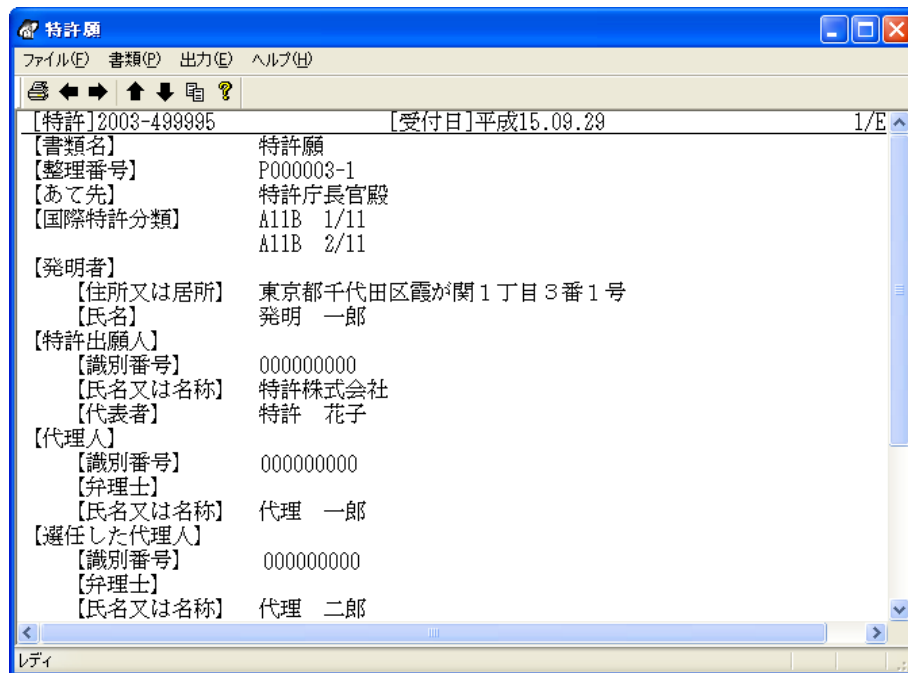 特許願
ファイル(F) 書類(P) 出力(E) ヘルプ(H)
[特許]2003-499995 [受付日]平成15.09.29 1/E
【書類名】 特許願
【整理番号】 P000003-1
【あて先】 特許庁長官殿
【国際特許分類】 A11B 1/11
A11B 2/11
【発明者】
【住所又は居所】 東京都千代田区霞が関１丁目３番１号
【氏名】 発明　一郎
【特許出願人】
【識別番号】 000000000
【氏名又は名称】 特許株式会社
【代表者】 特許　花子
【代理人】
【識別番号】 000000000
【弁理士】
【氏名又は名称】 代理　一郎
【選任した代理人】
【識別番号】 000000000
【弁理士】
【氏名又は名称】 代理　二郎
レディ